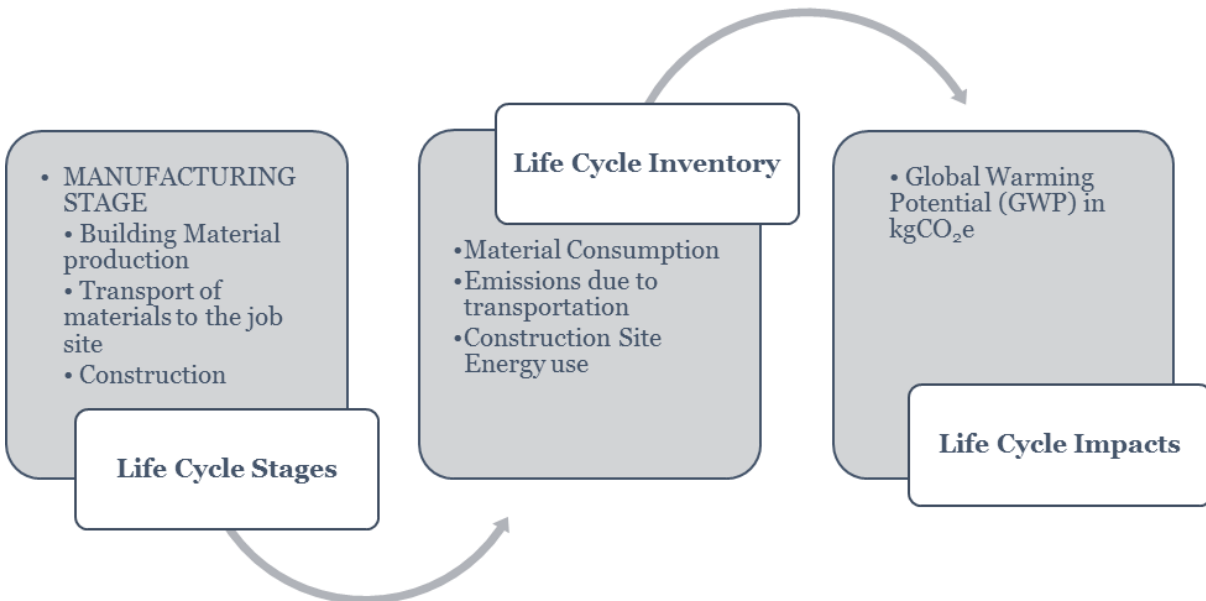 • MANUFACTURING
STAGE
• Building Material
production
• Transport of
materials to the job
site
• Construction
Life Cycle Stages
Life Cycle Inventory
•Material Consumption
•Emissions due to
transportation
•Construction Site
Energy use
• Global Warming
Potential (GWP) in
kgCO₂e
Life Cycle Impacts